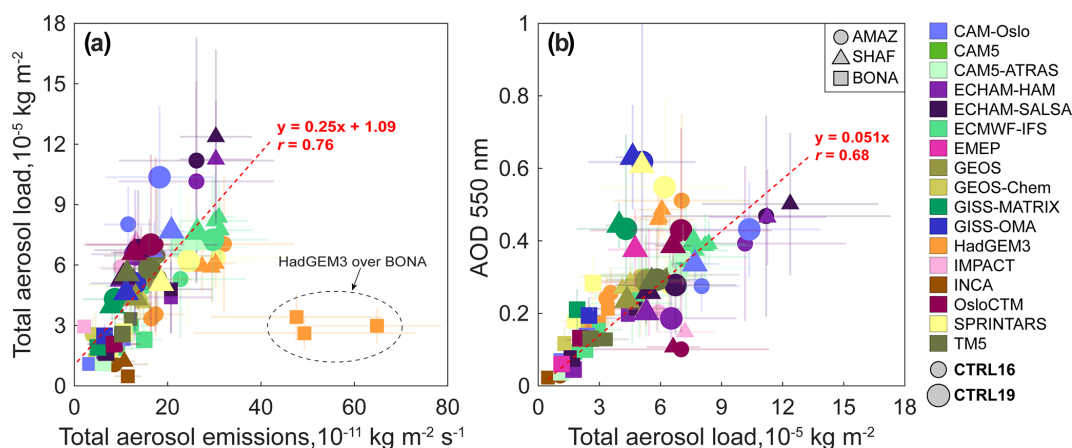 (a)
Total aerosol load,10⁻⁵ kg m⁻²
18
15
12
9
6
3
0
y = 0.25x + 1.09
r = 0.76
HadGEM3 over BONA
0
20
40
60
80
Total aerosol emissions,10⁻¹¹ kg m⁻² s⁻¹
(b)
AOD 550 nm
1
0.8
0.6
0.4
0.2
0
AMAZ
SHAF
BONA
y = 0.051x
r = 0.68
0
3
6
9
12
15
18
Total aerosol load,10⁻⁵ kg m⁻²
CAM-Oslo
CAM5
CAM5-ATRAS
ECHAM-HAM
ECHAM-SALSA
ECMWF-IFS
EMEP
GEOS
GEOS-Chem
GISS-MATRIX
GISS-OMA
HadGEM3
IMPACT
INCA
OsloCTM
SPRINTARS
TM5
CTRL16
CTRL19